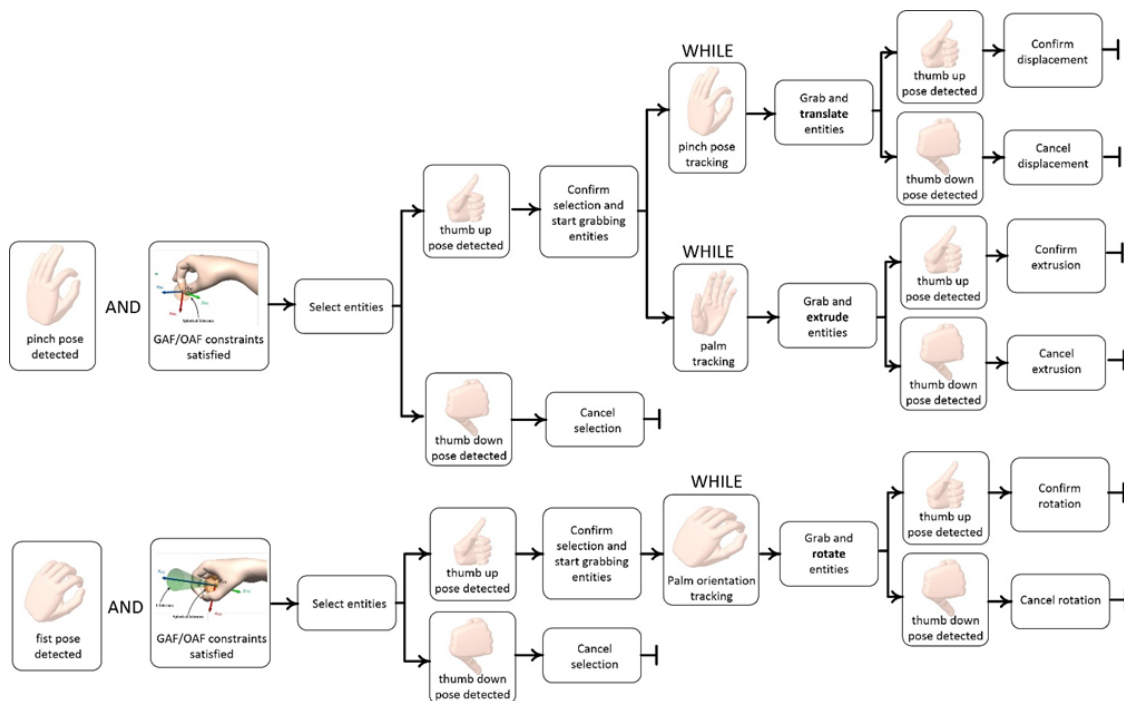 WHILE
thumb up
pose detected
Confirm
displacement
pinch pose
tracking
Grab and
translate
entities
thumb down
pose detected
Cancel
displacement
thumb up
pose detected
Confirm
selection and
start grabbing
entities
pinch pose
detected
AND
Spherical tolerance
GAF/OAF constraints
satisfied
Select entities
WHILE
palm
tracking
Grab and
extrude
entities
thumb up
pose detected
Confirm
extrusion
thumb down
pose detected
Cancel
extrusion
thumb down
pose detected
Cancel
selection
fist pose
detected
AND
GAF/OAF constraints
satisfied
Select entities
thumb up
pose detected
Confirm
selection and
start grabbing
entities
WHILE
Palm orientation
tracking
Grab and
rotate
entities
thumb up
pose detected
Confirm
rotation
thumb down
pose detected
Cancel rotation
thumb down
pose detected
Cancel
selection